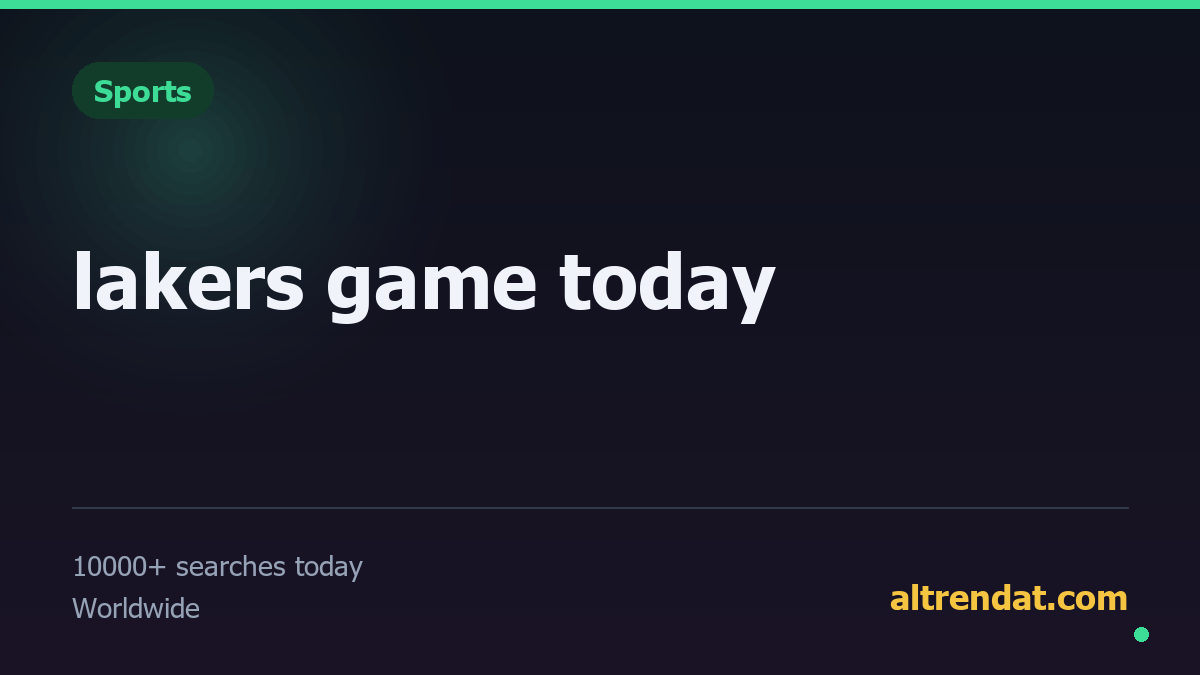 Sports
lakers game today
10000+ searches today
Worldwide
altrendat.com